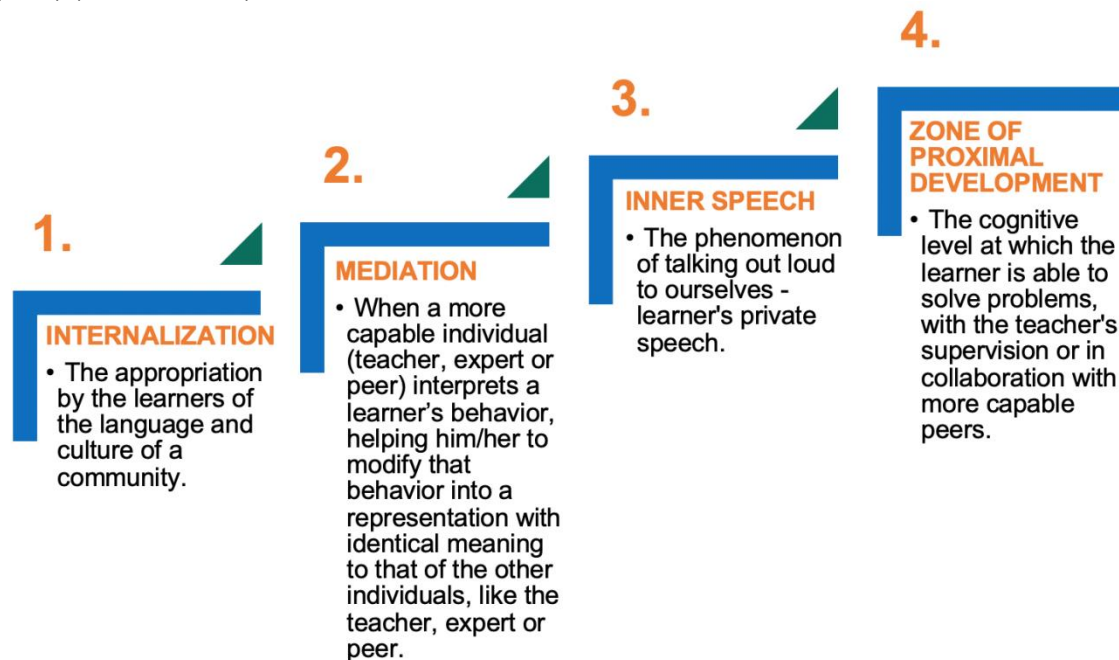 1.
INTERNALIZATION
• The appropriation
by the learners of
the language and
culture of a
community.
2.
MEDIATION
• When a more
capable individual
(teacher, expert or
peer) interprets a
learner’s behavior,
helping him/her to
modify that
behavior into a
representation with
identical meaning
to that of the other
individuals, like the
teacher, expert or
peer.
3.
INNER SPEECH
• The phenomenon
of talking out loud
to ourselves -
learner's private
speech.
4.
ZONE OF
PROXIMAL
DEVELOPMENT
• The cognitive
level at which the
learner is able to
solve problems,
with the teacher's
supervision or in
collaboration with
more capable
peers.